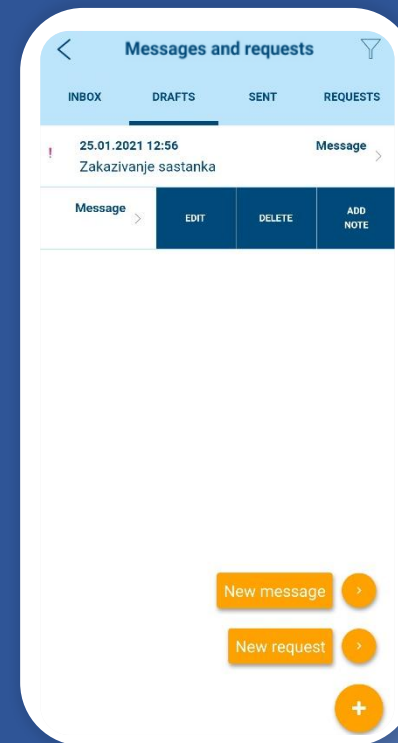 Messages and requests
INBOX DRAFTS SENT REQUESTS
! 25.01.2021 12:56 Message
Zakazivanje sastanka
Message EDIT DELETE ADD
NOTE
New message
New request
+